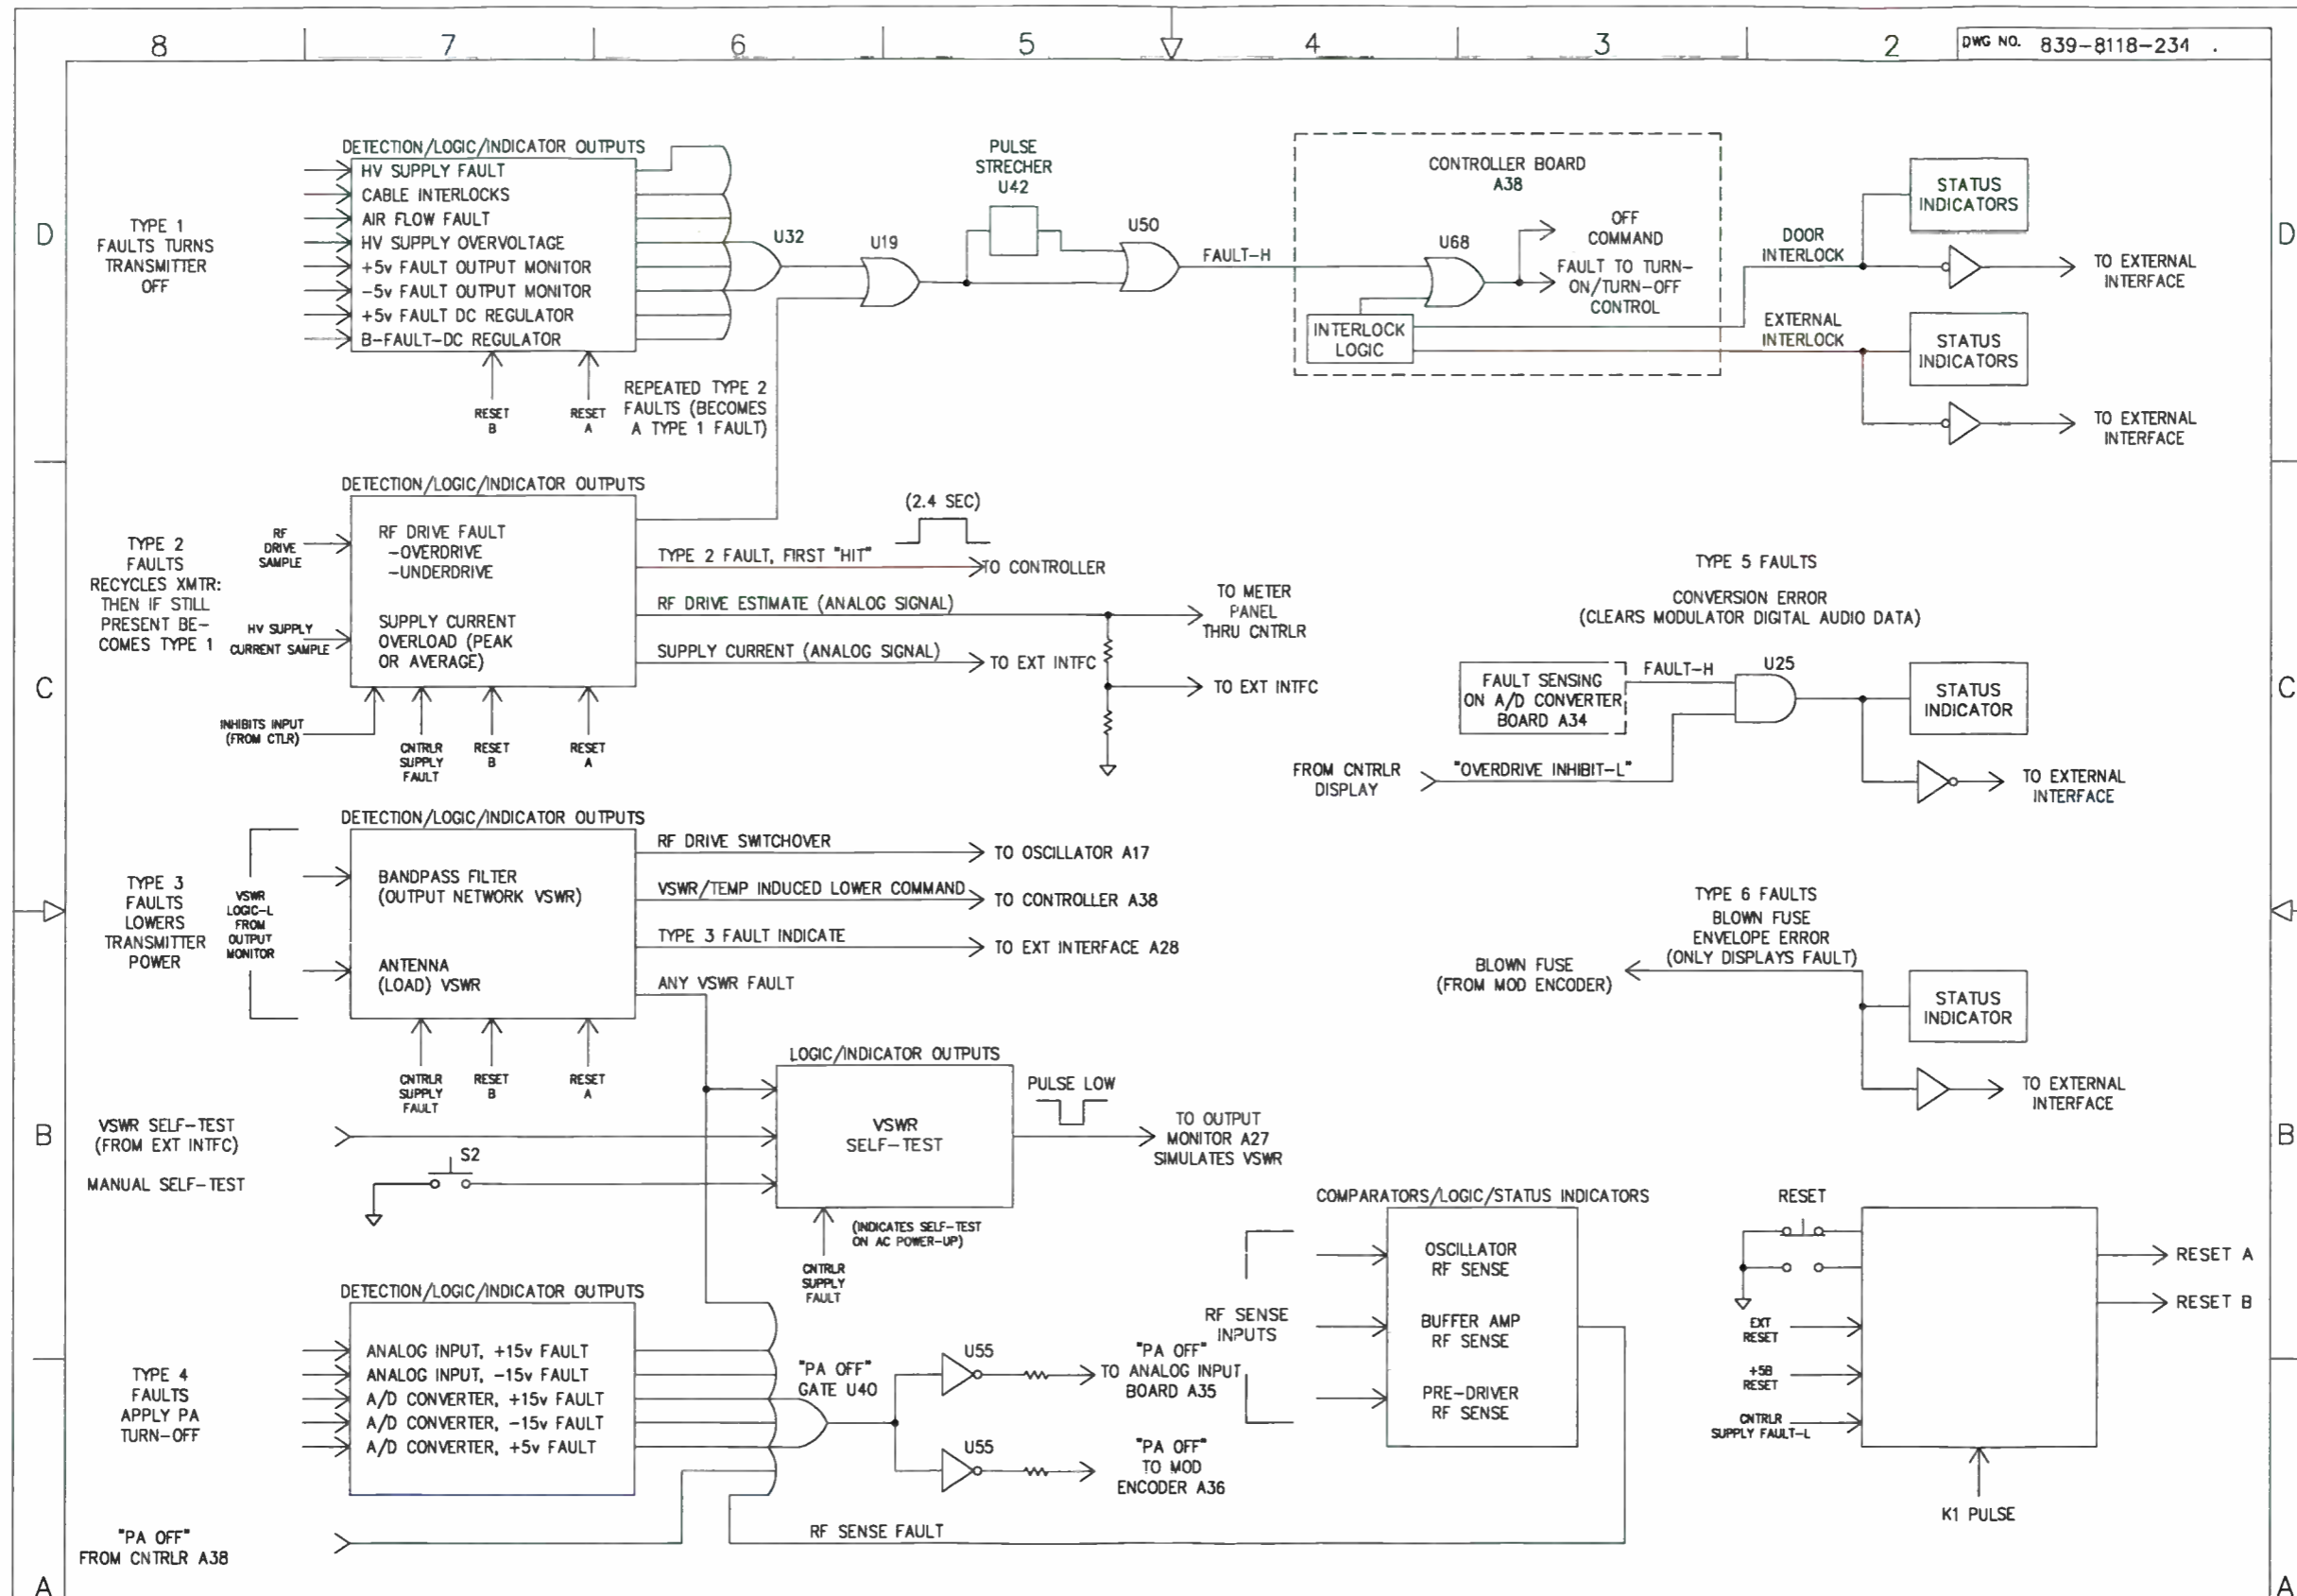 8
7
6
5
4
3
2
DWG NO. 839-8118-234 .
D
D
C
C
B
B
A
A
TYPE 1
FAULTS TURNS
TRANSMITTER
OFF
DETECTION/LOGIC/INDICATOR OUTPUTS
HV SUPPLY FAULT
CABLE INTERLOCKS
AIR FLOW FAULT
HV SUPPLY OVERVOLTAGE
+5v FAULT OUTPUT MONITOR
-5v FAULT OUTPUT MONITOR
+5v FAULT DC REGULATOR
B-FAULT-DC REGULATOR
RESET
B
RESET
A
REPEATED TYPE 2
FAULTS (BECOMES
A TYPE 1 FAULT)
U32
U19
PULSE
STRECHER
U42
U50
FAULT-H
CONTROLLER BOARD
A38
U68
OFF
COMMAND
FAULT TO TURN-
ON/TURN-OFF
CONTROL
INTERLOCK
LOGIC
DOOR
INTERLOCK
STATUS
INDICATORS
TO EXTERNAL
INTERFACE
EXTERNAL
INTERLOCK
STATUS
INDICATORS
TO EXTERNAL
INTERFACE
TYPE 2
FAULTS
RECYCLES XMTR:
THEN IF STILL
PRESENT BE-
COMES TYPE 1
RF
DRIVE
SAMPLE
HV SUPPLY
CURRENT SAMPLE
INHIBITS INPUT
(FROM CTLR)
DETECTION/LOGIC/INDICATOR OUTPUTS
RF DRIVE FAULT
-OVERDRIVE
-UNDERDRIVE
SUPPLY CURRENT
OVERLOAD (PEAK
OR AVERAGE)
CNTRLR
SUPPLY
FAULT
RESET
B
RESET
A
(2.4 SEC)
TYPE 2 FAULT, FIRST "HIT"
TO CONTROLLER
RF DRIVE ESTIMATE (ANALOG SIGNAL)
TO METER
PANEL
THRU CNTRLR
SUPPLY CURRENT (ANALOG SIGNAL)
TO EXT INTFC
TO EXT INTFC
TYPE 5 FAULTS
CONVERSION ERROR
(CLEARS MODULATOR DIGITAL AUDIO DATA)
FAULT SENSING
ON A/D CONVERTER
BOARD A34
FAULT-H
U25
STATUS
INDICATOR
FROM CNTRLR
DISPLAY
"OVERDRIVE INHIBIT-L"
TO EXTERNAL
INTERFACE
TYPE 3
FAULTS
LOWERS
TRANSMITTER
POWER
VSWR
LOGIC-L
FROM
OUTPUT
MONITOR
DETECTION/LOGIC/INDICATOR OUTPUTS
BANDPASS FILTER
(OUTPUT NETWORK VSWR)
ANTENNA
(LOAD) VSWR
CNTRLR
SUPPLY
FAULT
RESET
B
RESET
A
RF DRIVE SWITCHOVER
TO OSCILLATOR A17
VSWR/TEMP INDUCED LOWER COMMAND
TO CONTROLLER A38
TYPE 3 FAULT INDICATE
TO EXT INTERFACE A28
ANY VSWR FAULT
TYPE 6 FAULTS
BLOWN FUSE
ENVELOPE ERROR
(ONLY DISPLAYS FAULT)
BLOWN FUSE
(FROM MOD ENCODER)
STATUS
INDICATOR
TO EXTERNAL
INTERFACE
VSWR SELF-TEST
(FROM EXT INTFC)
MANUAL SELF-TEST
S2
LOGIC/INDICATOR OUTPUTS
VSWR
SELF-TEST
PULSE LOW
TO OUTPUT
MONITOR A27
SIMULATES VSWR
(INDICATES SELF-TEST
ON AC POWER-UP)
CNTRLR
SUPPLY
FAULT
TYPE 4
FAULTS
APPLY PA
TURN-OFF
DETECTION/LOGIC/INDICATOR OUTPUTS
ANALOG INPUT, +15v FAULT
ANALOG INPUT, -15v FAULT
A/D CONVERTER, +15v FAULT
A/D CONVERTER, -15v FAULT
A/D CONVERTER, +5v FAULT
"PA OFF"
FROM CNTRLR A38
"PA OFF"
GATE U40
U55
"PA OFF"
TO ANALOG INPUT
BOARD A35
U55
"PA OFF"
TO MOD
ENCODER A36
RF SENSE FAULT
COMPARATORS/LOGIC/STATUS INDICATORS
RF SENSE
INPUTS
OSCILLATOR
RF SENSE
BUFFER AMP
RF SENSE
PRE-DRIVER
RF SENSE
RESET
EXT
RESET
+5B
RESET
CNTRLR
SUPPLY FAULT-L
RESET A
RESET B
K1 PULSE